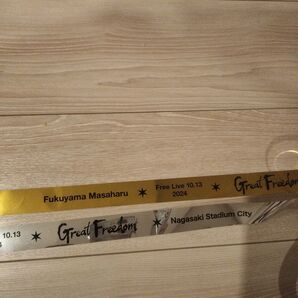 Fukuyama Masaharu ✶ Free Live 10.13
2024 ✶ Great Freedom
10.13 ✶ Great Freedom ✶ Nagasaki Stadium City